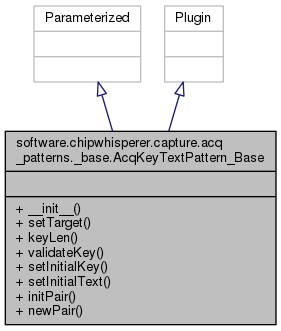 Parameterized
Plugin
software.chipwhisperer.capture.acq
_patterns._base.AcqKeyTextPattern_Base
+ __init__()
+ setTarget()
+ keyLen()
+ validateKey()
+ setInitialKey()
+ setInitialText()
+ initPair()
+ newPair()